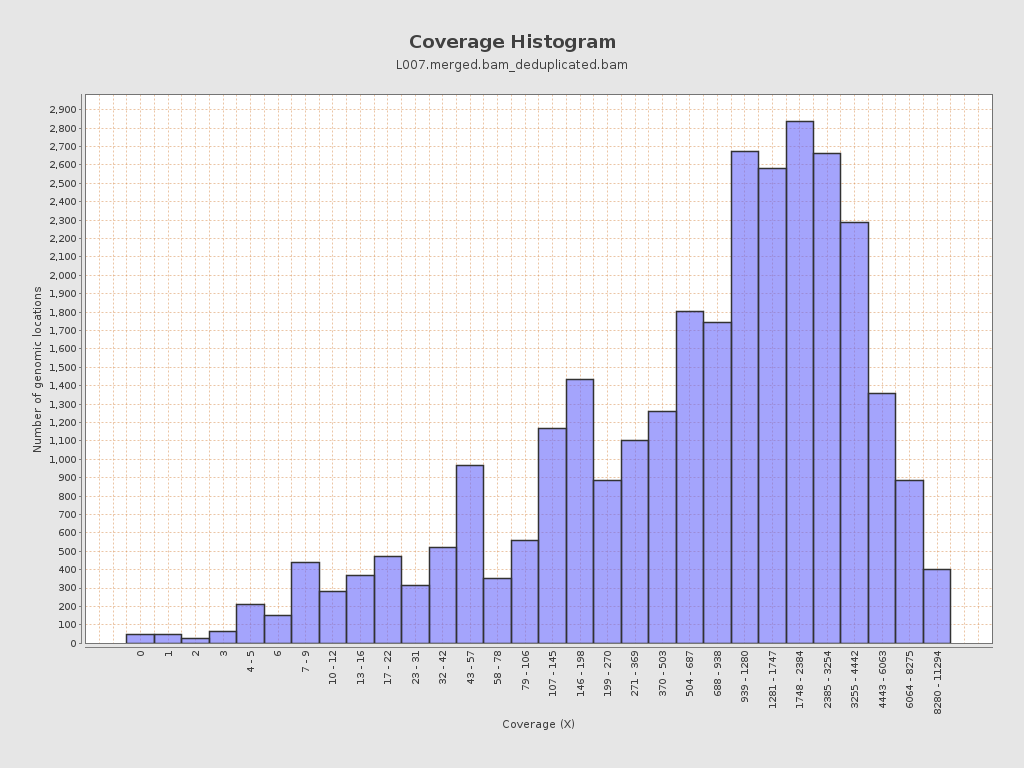 Coverage Histogram
L007.merged.bam_deduplicated.bam
Number of genomic locations
2,900
2,800
2,700
2,600
2,500
2,400
2,300
2,200
2,100
2,000
1,900
1,800
1,700
1,600
1,500
1,400
1,300
1,200
1,100
1,000
900
800
700
600
500
400
300
200
100
0
0
1
2
3
4 - 5
6
7 - 9
10 - 12
13 - 16
17 - 22
23 - 31
32 - 42
43 - 57
58 - 78
79 - 106
107 - 145
146 - 198
199 - 270
271 - 369
370 - 503
504 - 687
688 - 938
939 - 1280
1281 - 1747
1748 - 2384
2385 - 3254
3255 - 4442
4443 - 6063
6064 - 8275
8280 - 11294
Coverage (X)